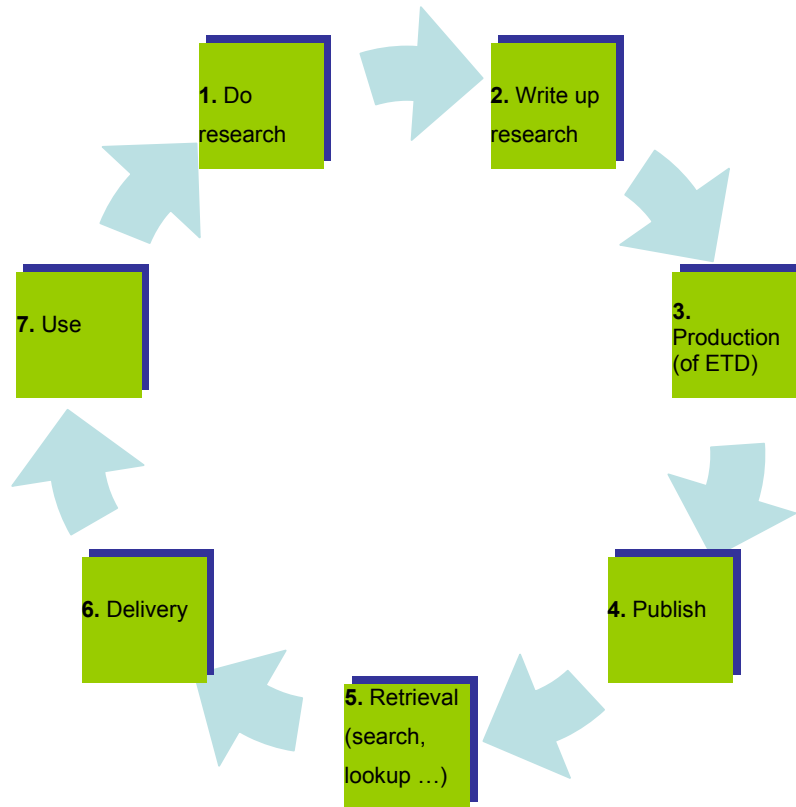 1. Do
research
2. Write up
research
3.
Production
(of ETD)
4. Publish
5. Retrieval
(search,
lookup …)
6. Delivery
7. Use